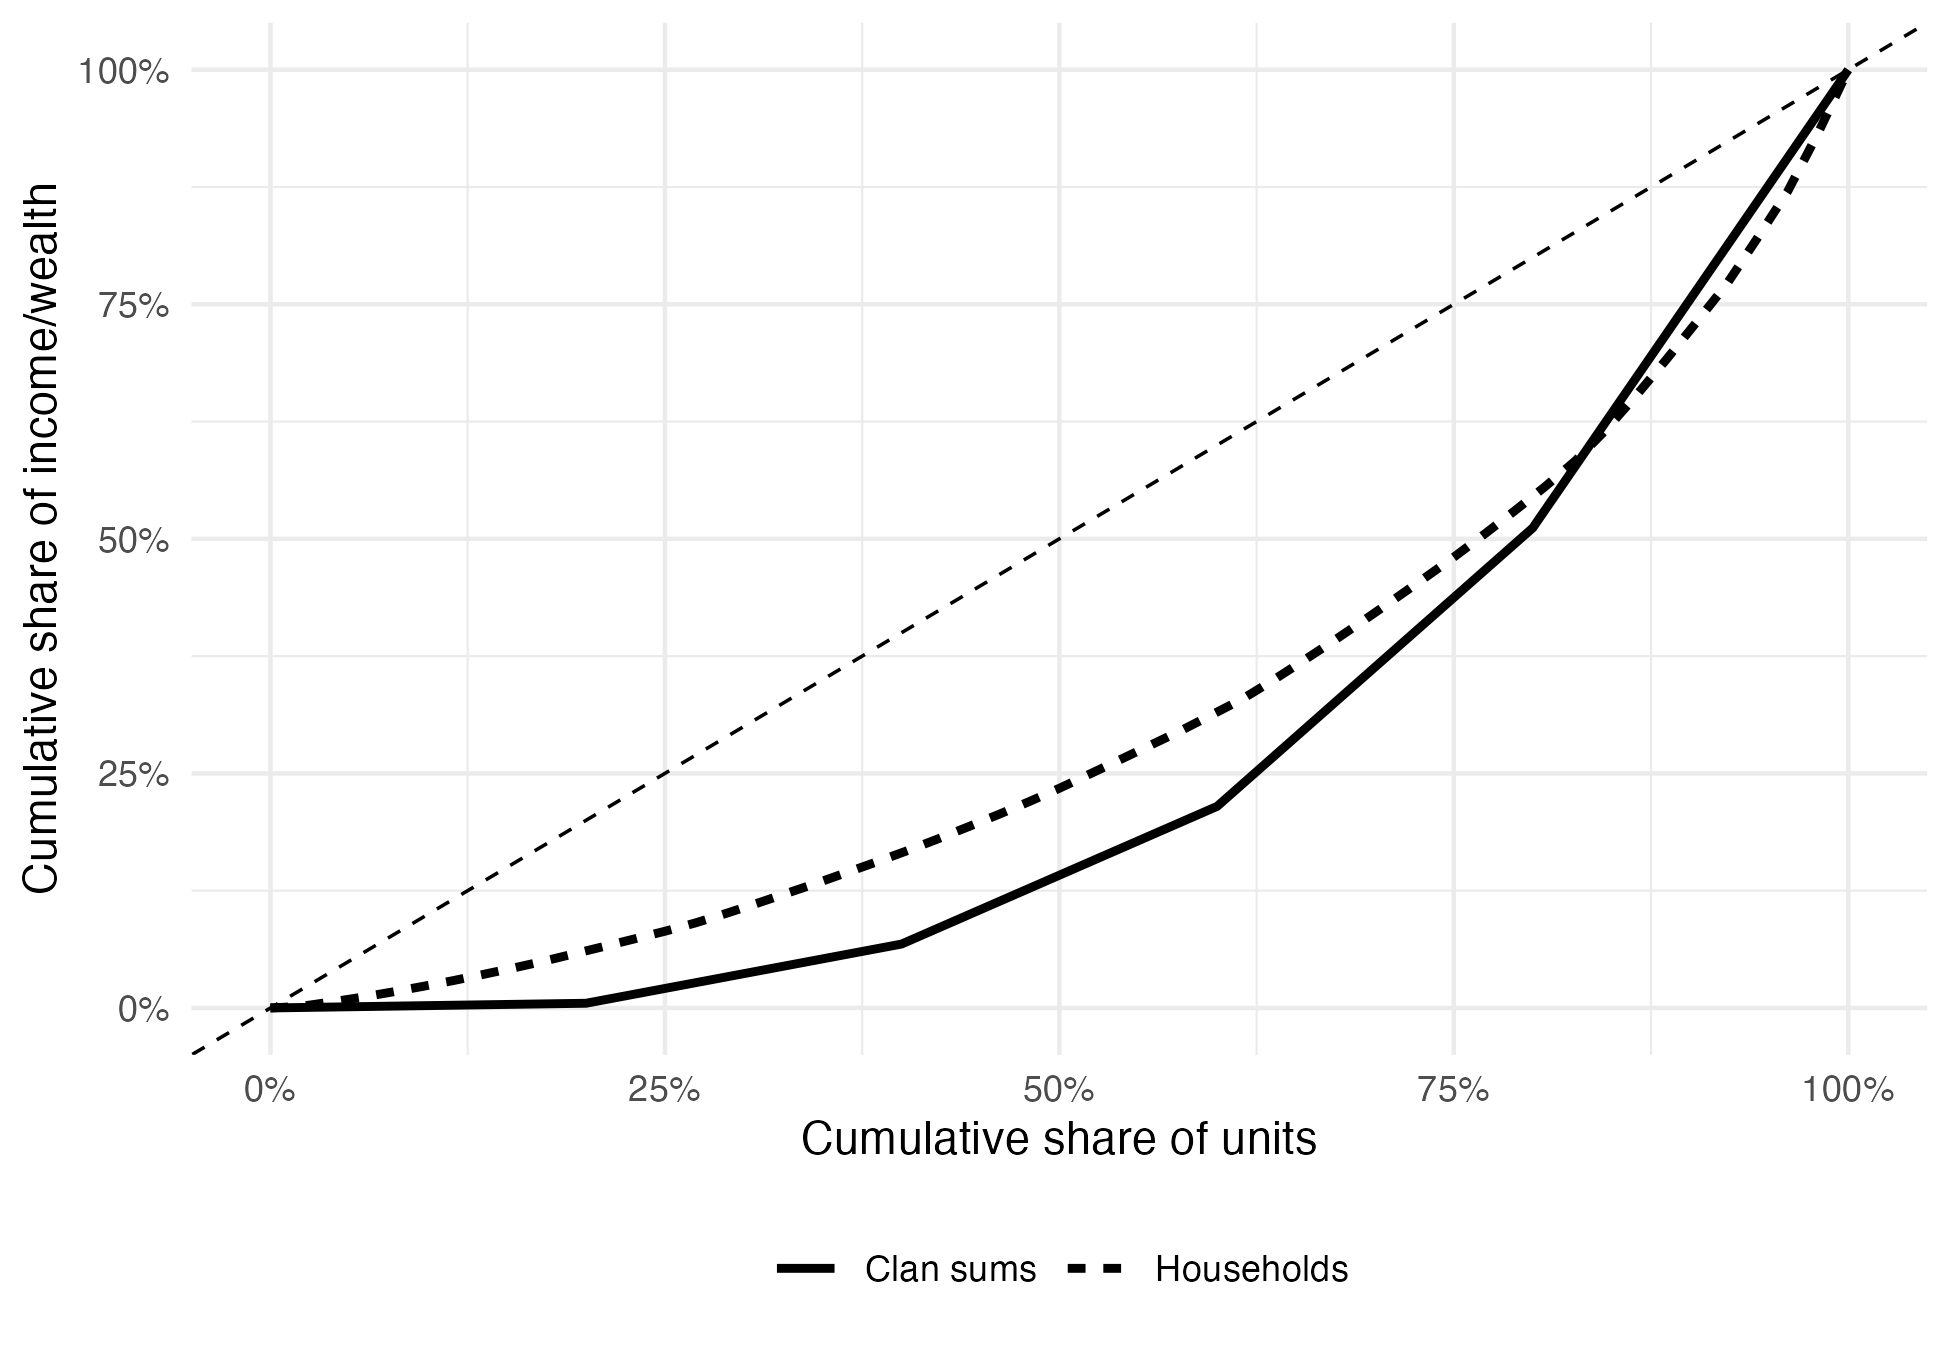 Cumulative share of income/wealth
100%
75%
50%
25%
0%
0% 25% 50% 75% 100%
Cumulative share of units
Clan sums Households